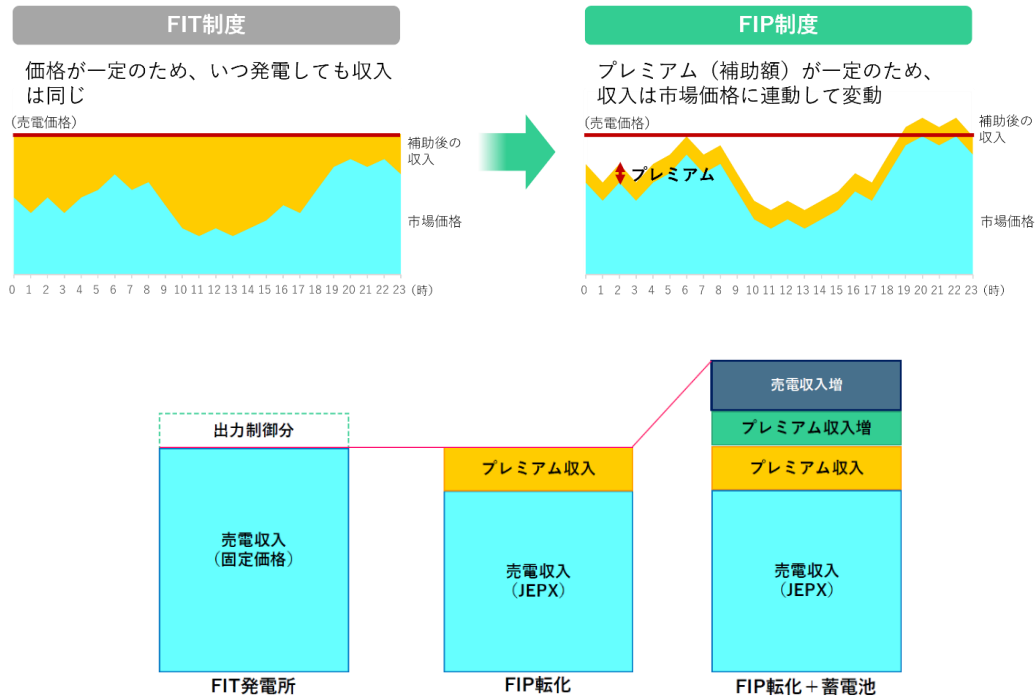 FIT制度
価格が一定のため、いつ発電しても収入
は同じ
(売電価格)
補助後の
収入
市場価格
0 1 2 3 4 5 6 7 8 9 10 11 12 13 14 15 16 17 18 19 20 21 22 23 (時)
FIP制度
プレミアム（補助額）が一定のため、
収入は市場価格に連動して変動
(売電価格)
補助後の
収入
プレミアム
市場価格
0 1 2 3 4 5 6 7 8 9 10 11 12 13 14 15 16 17 18 19 20 21 22 23 (時)
出力制御分
売電収入
（固定価格）
FIT発電所
プレミアム収入
売電収入
（JEPX）
FIP転化
売電収入増
プレミアム収入増
プレミアム収入
売電収入
（JEPX）
FIP転化＋蓄電池